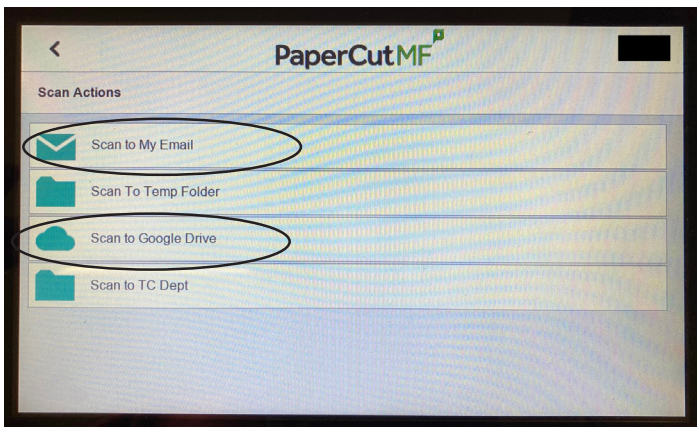 PaperCutMF
Scan Actions
Scan to My Email
Scan To Temp Folder
Scan to Google Drive
Scan to TC Dept